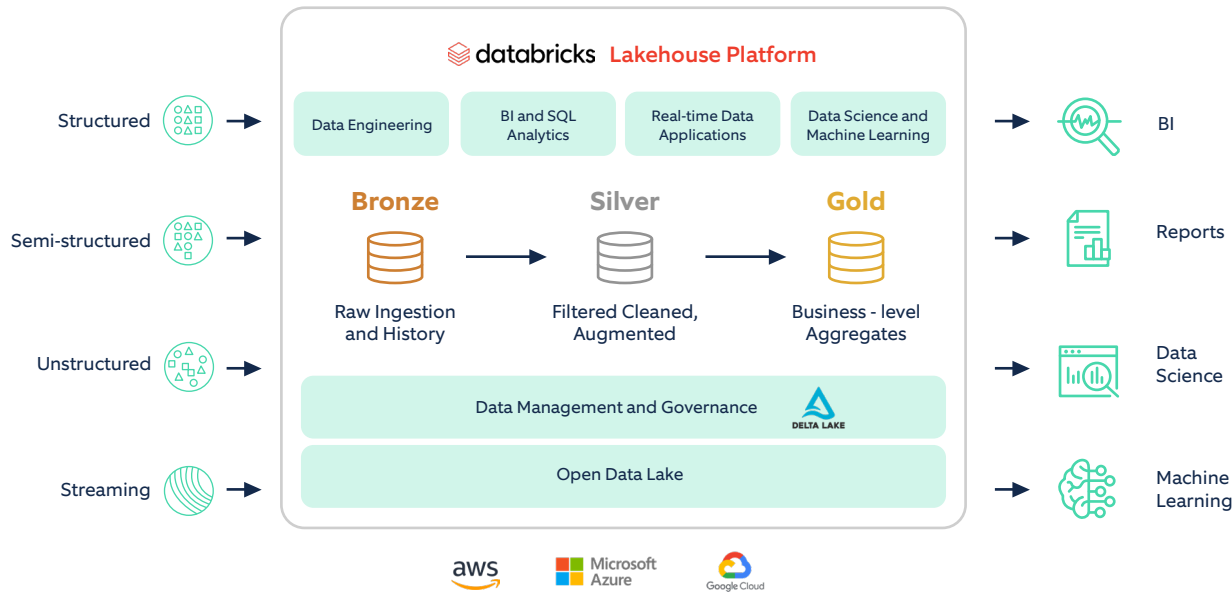 databricks Lakehouse Platform
Structured
Semi-structured
Unstructured
Streaming
Data Engineering
BI and SQL
Analytics
Real-time Data
Applications
Data Science and
Machine Learning
Bronze
Raw Ingestion
and History
Silver
Filtered Cleaned,
Augmented
Gold
Business - level
Aggregates
Data Management and Governance
DELTA LAKE
Open Data Lake
BI
Reports
Data
Science
Machine
Learning
aws
Microsoft
Azure
Google Cloud